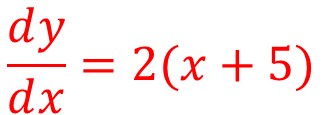 dy/dx = 2(x + 5)